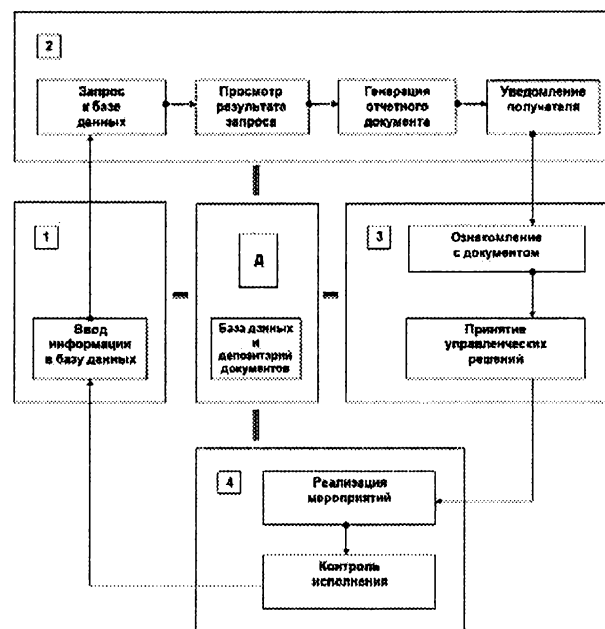 2
Запрос
к базе
данных
Просмотр
результата
запроса
Генерация
отчетного
документа
Уведомление
получателя
1
Ввод
информации
в базу данных
Д
База данных
и
депозитарий
документов
3
Ознакомление
с документом
Принятие
управленческих
решений
4
Реализация
мероприятий
Контроль
исполнения